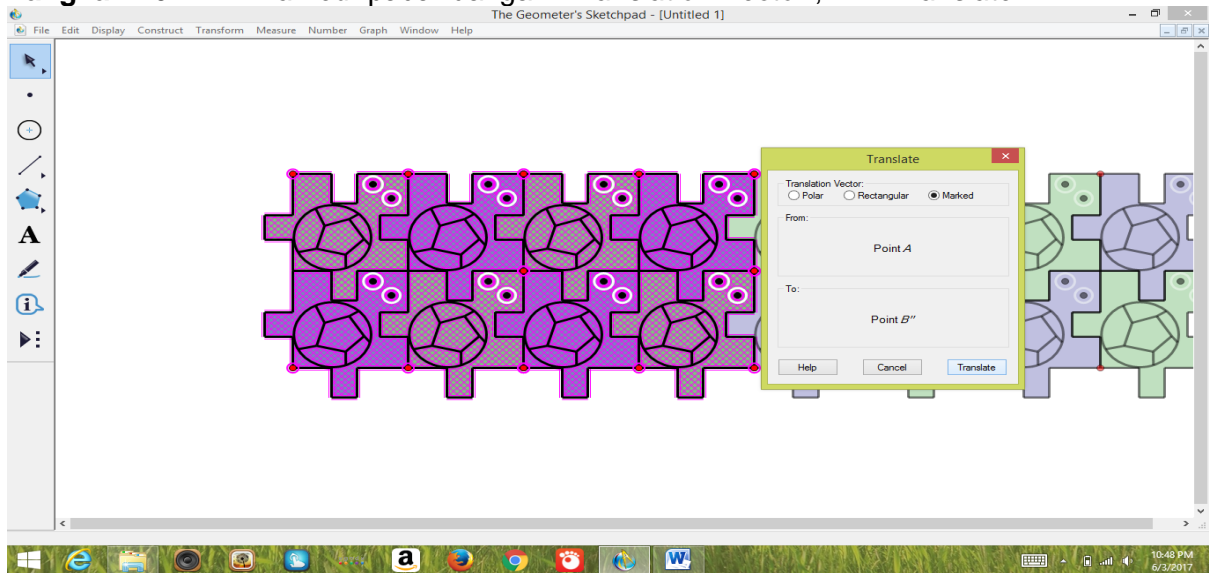 The Geometer's Sketchpad - [Untitled 1]
File Edit Display Construct Transform Measure Number Graph Window Help
A
Translate
Translation Vector:
Polar Rectangular Marked
From:
Point A
To:
Point B″
Help Cancel Translate
a
W
10:48 PM
6/3/2017